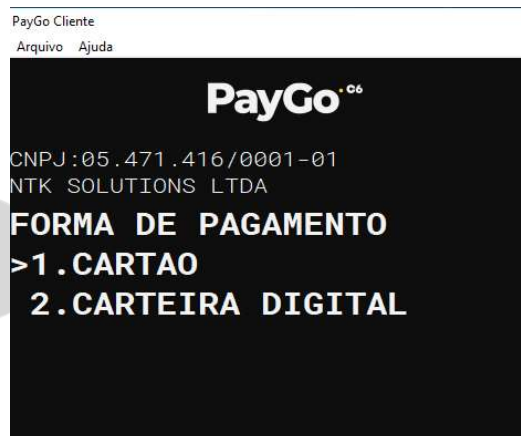 PayGo Cliente
Arquivo Ajuda
PayGo C6
CNPJ:05.471.416/0001-01
NTK SOLUTIONS LTDA
FORMA DE PAGAMENTO
>1.CARTAO
2.CARTEIRA DIGITAL